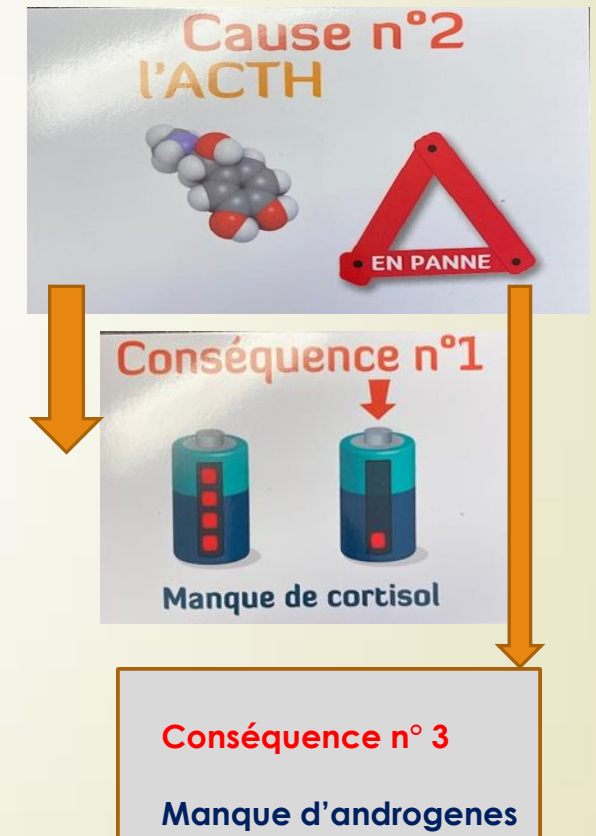 Cause n°2
l'ACTH
EN PANNE
Conséquence n°1
Manque de cortisol
Conséquence n° 3
Manque d'androgenes